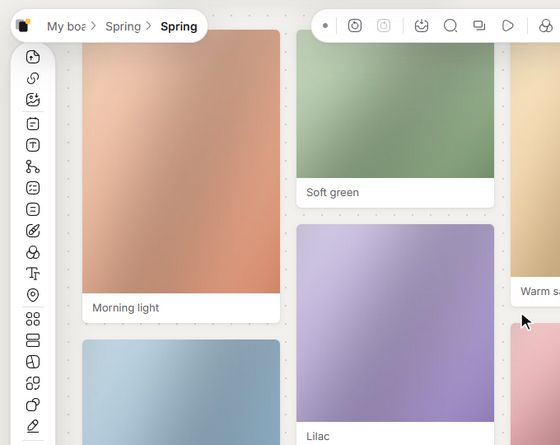 My boa
Spring
Spring
Soft green
Morning light
Warm sa
Lilac